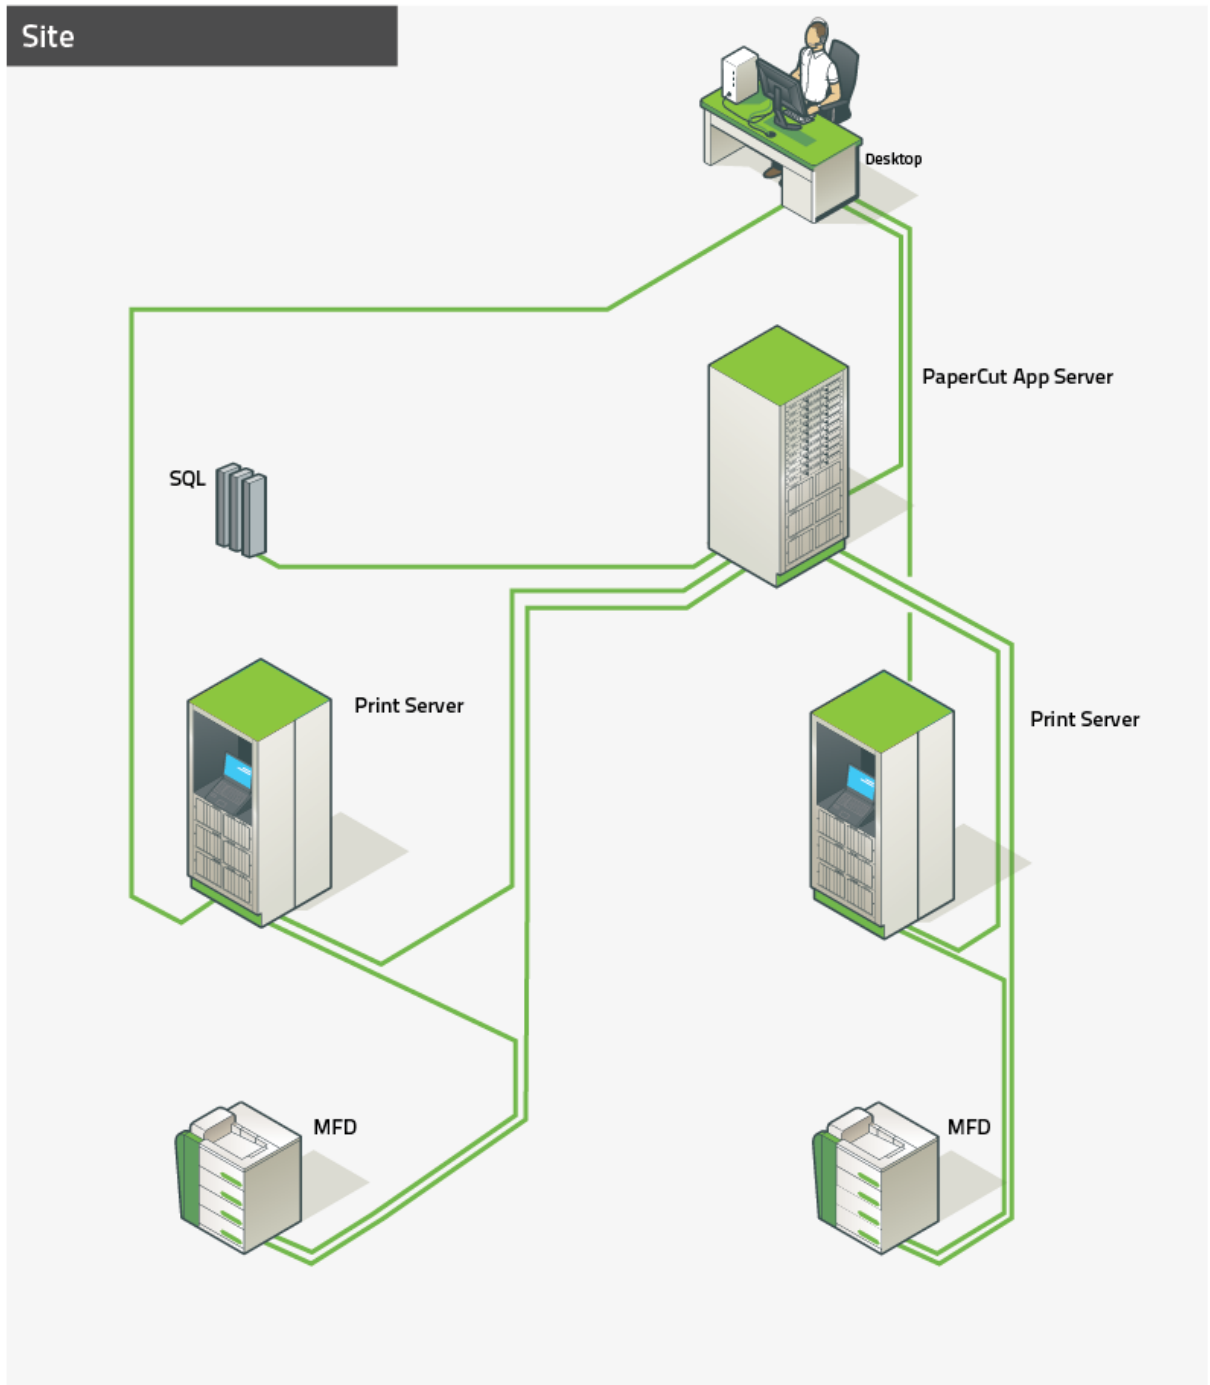 Site
Desktop
PaperCut App Server
SQL
Print Server
Print Server
MFD
MFD